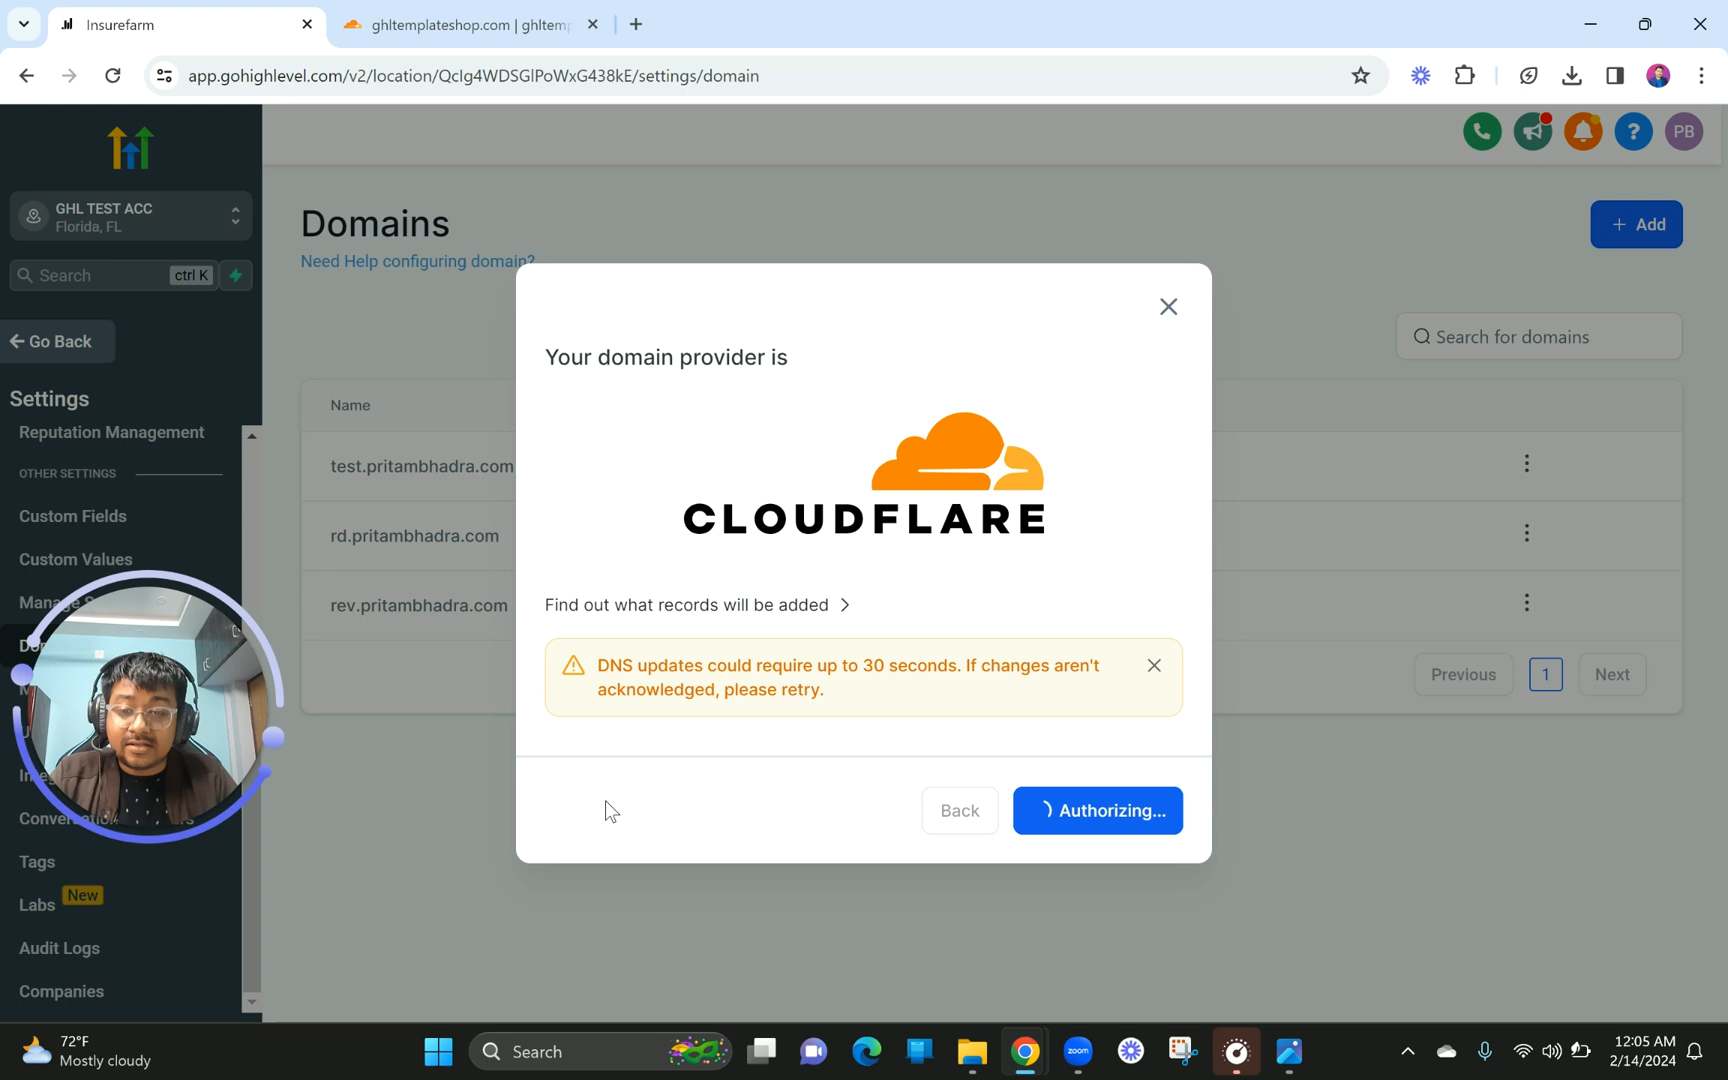 Insurefarm
ghltemplateshop.com | ghltemp
app.gohighlevel.com/v2/location/Qclg4WDSGlPoWxG438kE/settings/domain
PB
GHL TEST ACC
Florida, FL
Search
ctrl K
Go Back
Settings
Reputation Management
OTHER SETTINGS
Custom Fields
Custom Values
Tags
Labs
New
Audit Logs
Companies
Domains
Need Help configuring domain?
+ Add
Search for domains
Name
test.pritambhadra.com
rd.pritambhadra.com
rev.pritambhadra.com
Previous
1
Next
Your domain provider is
CLOUDFLARE
Find out what records will be added
DNS updates could require up to 30 seconds. If changes aren't
acknowledged, please retry.
Back
Authorizing...
72°F
Mostly cloudy
Search
zoom
12:05 AM
2/14/2024